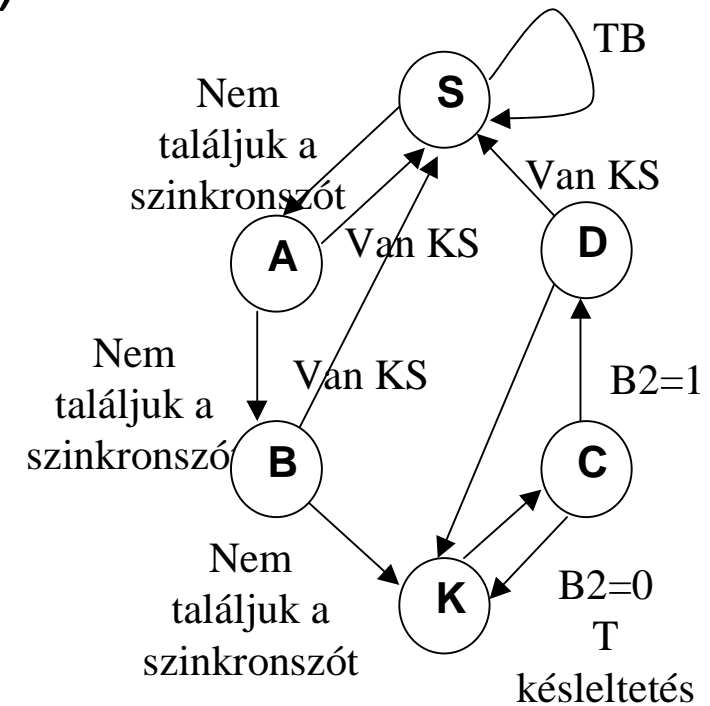 )
TB
S
Nem
találjuk a
szinkronszót
Van KS
A
Van KS
D
Nem
találjuk a
szinkronszó
Van KS
B2=1
B
C
Nem
találjuk a
szinkronszót
K
B2=0
T
késleltetés